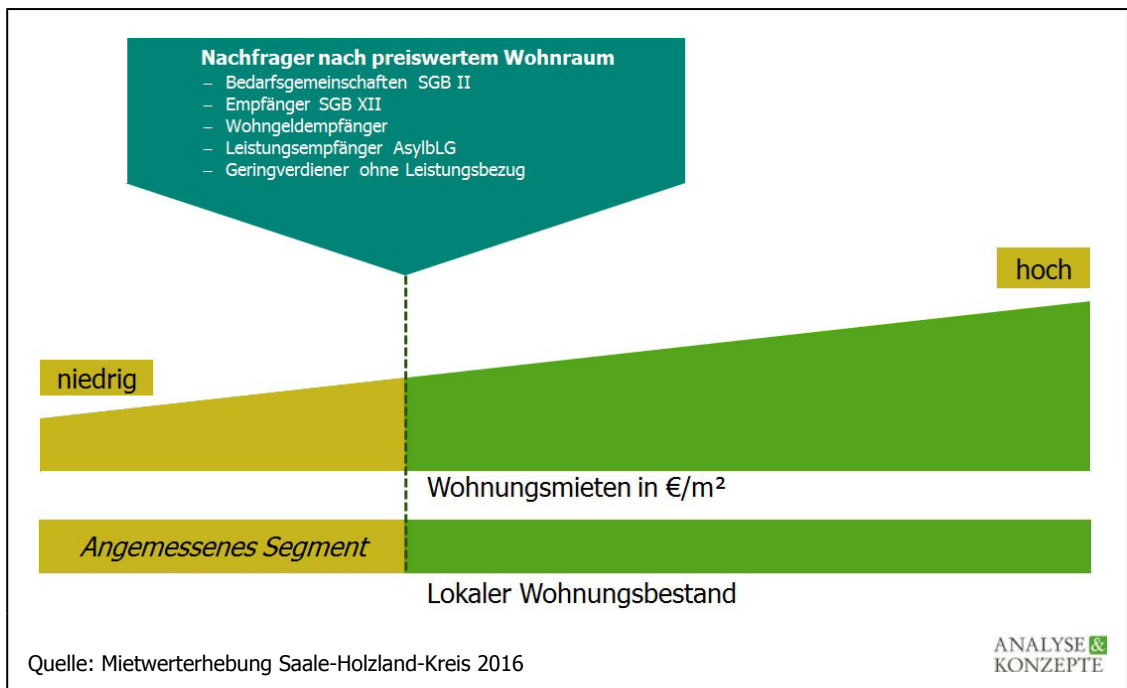 Nachfrager nach preiswertem Wohnraum
– Bedarfsgemeinschaften SGB II
– Empfänger SGB XII
– Wohngeldempfänger
– Leistungsempfänger AsylbLG
– Geringverdiener ohne Leistungsbezug
hoch
niedrig
Wohnungsmieten in €/m²
Angemessenes Segment
Lokaler Wohnungsbestand
Quelle: Mietwerterhebung Saale-Holzland-Kreis 2016
ANALYSE &
KONZEPTE